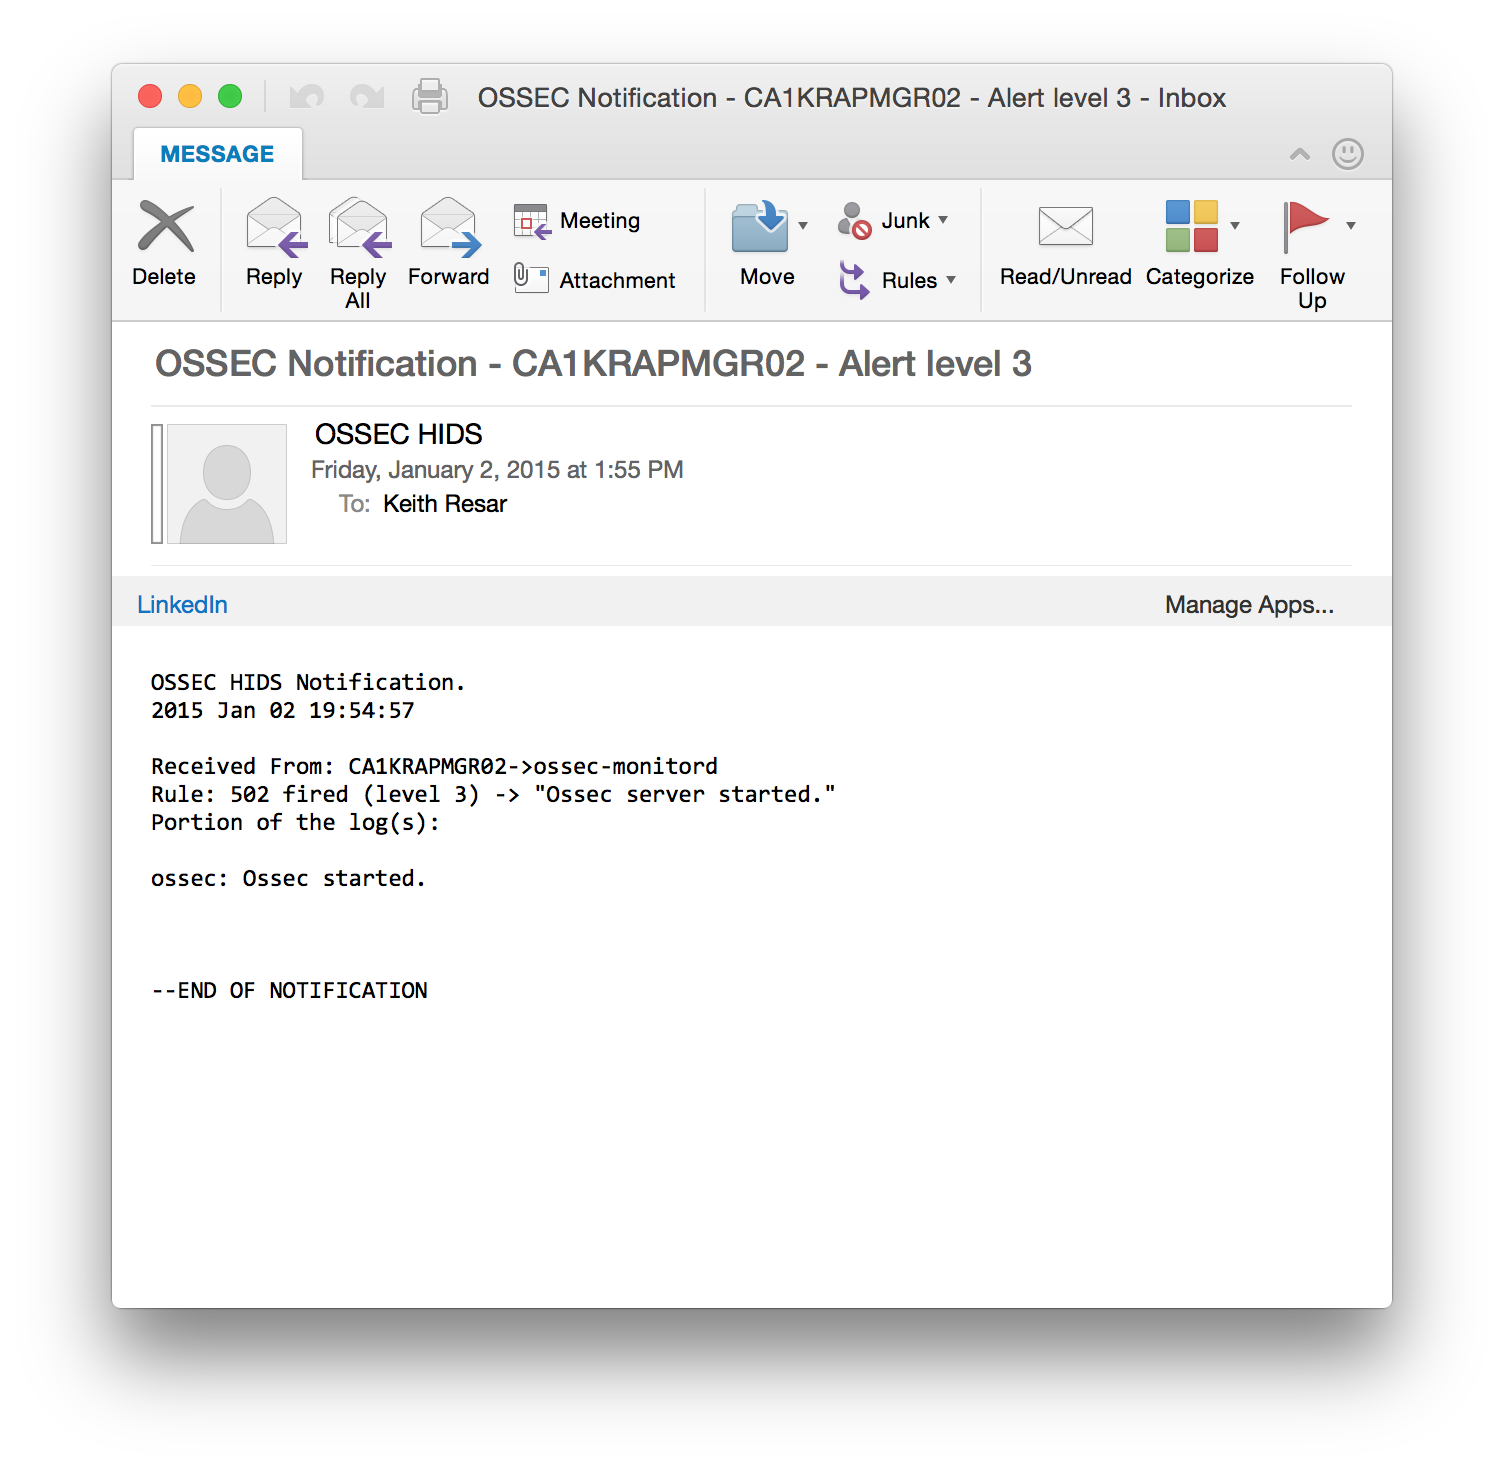 OSSEC Notification - CA1KRAPMGR02 - Alert level 3 - Inbox
MESSAGE
Delete
Reply
Reply All
Forward
Meeting
Attachment
Move
Junk
Rules
Read/Unread
Categorize
Follow Up
OSSEC Notification - CA1KRAPMGR02 - Alert level 3
OSSEC HIDS
Friday, January 2, 2015 at 1:55 PM
To: Keith Resar
LinkedIn Manage Apps...
OSSEC HIDS Notification.
2015 Jan 02 19:54:57
Received From: CA1KRAPMGR02->ossec-monitord
Rule: 502 fired (level 3) -> "Ossec server started."
Portion of the log(s):
ossec: Ossec started.
--END OF NOTIFICATION